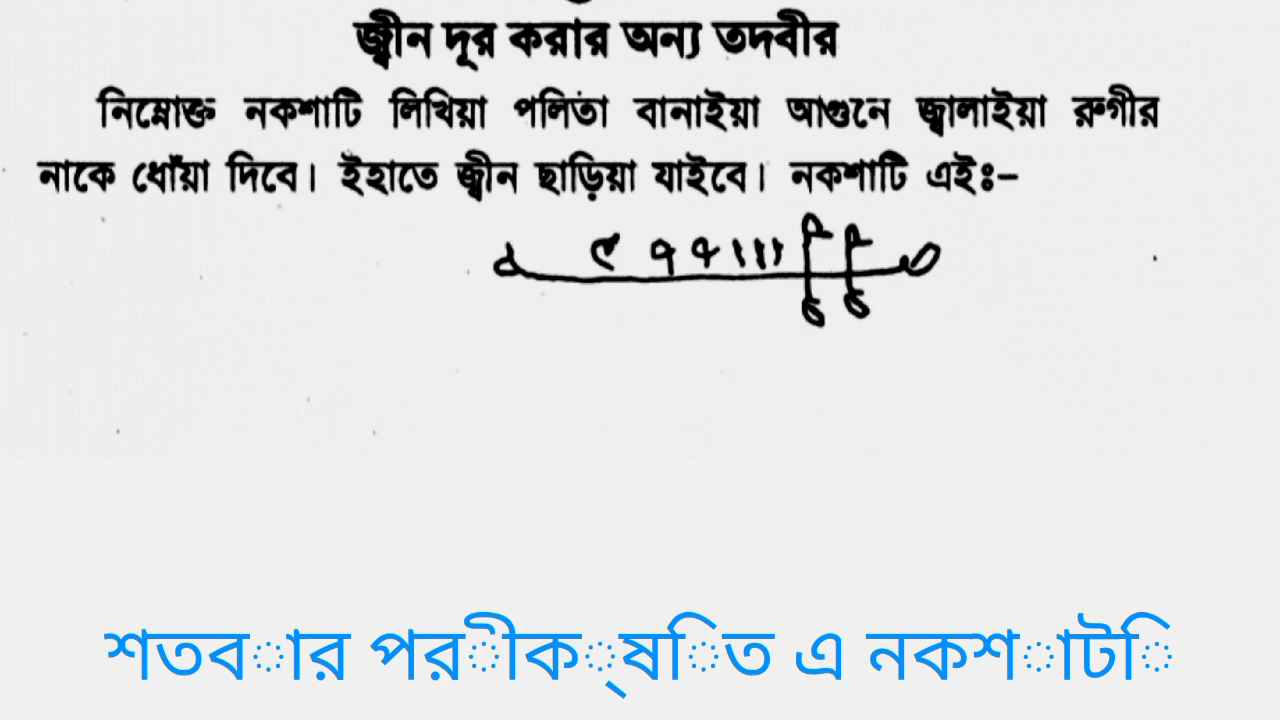 জ্বীন দূর করার অন্য তদবীর
নিম্নোক্ত নকশাটি লিখিয়া পলিতা বানাইয়া আগুনে জ্বালাইয়া রুগীর
নাকে ধোঁয়া দিবে। ইহাতে জ্বীন ছাড়িয়া যাইবে। নকশাটি এইঃ–
শতবার পরীক্ষিত এ নকশাটি